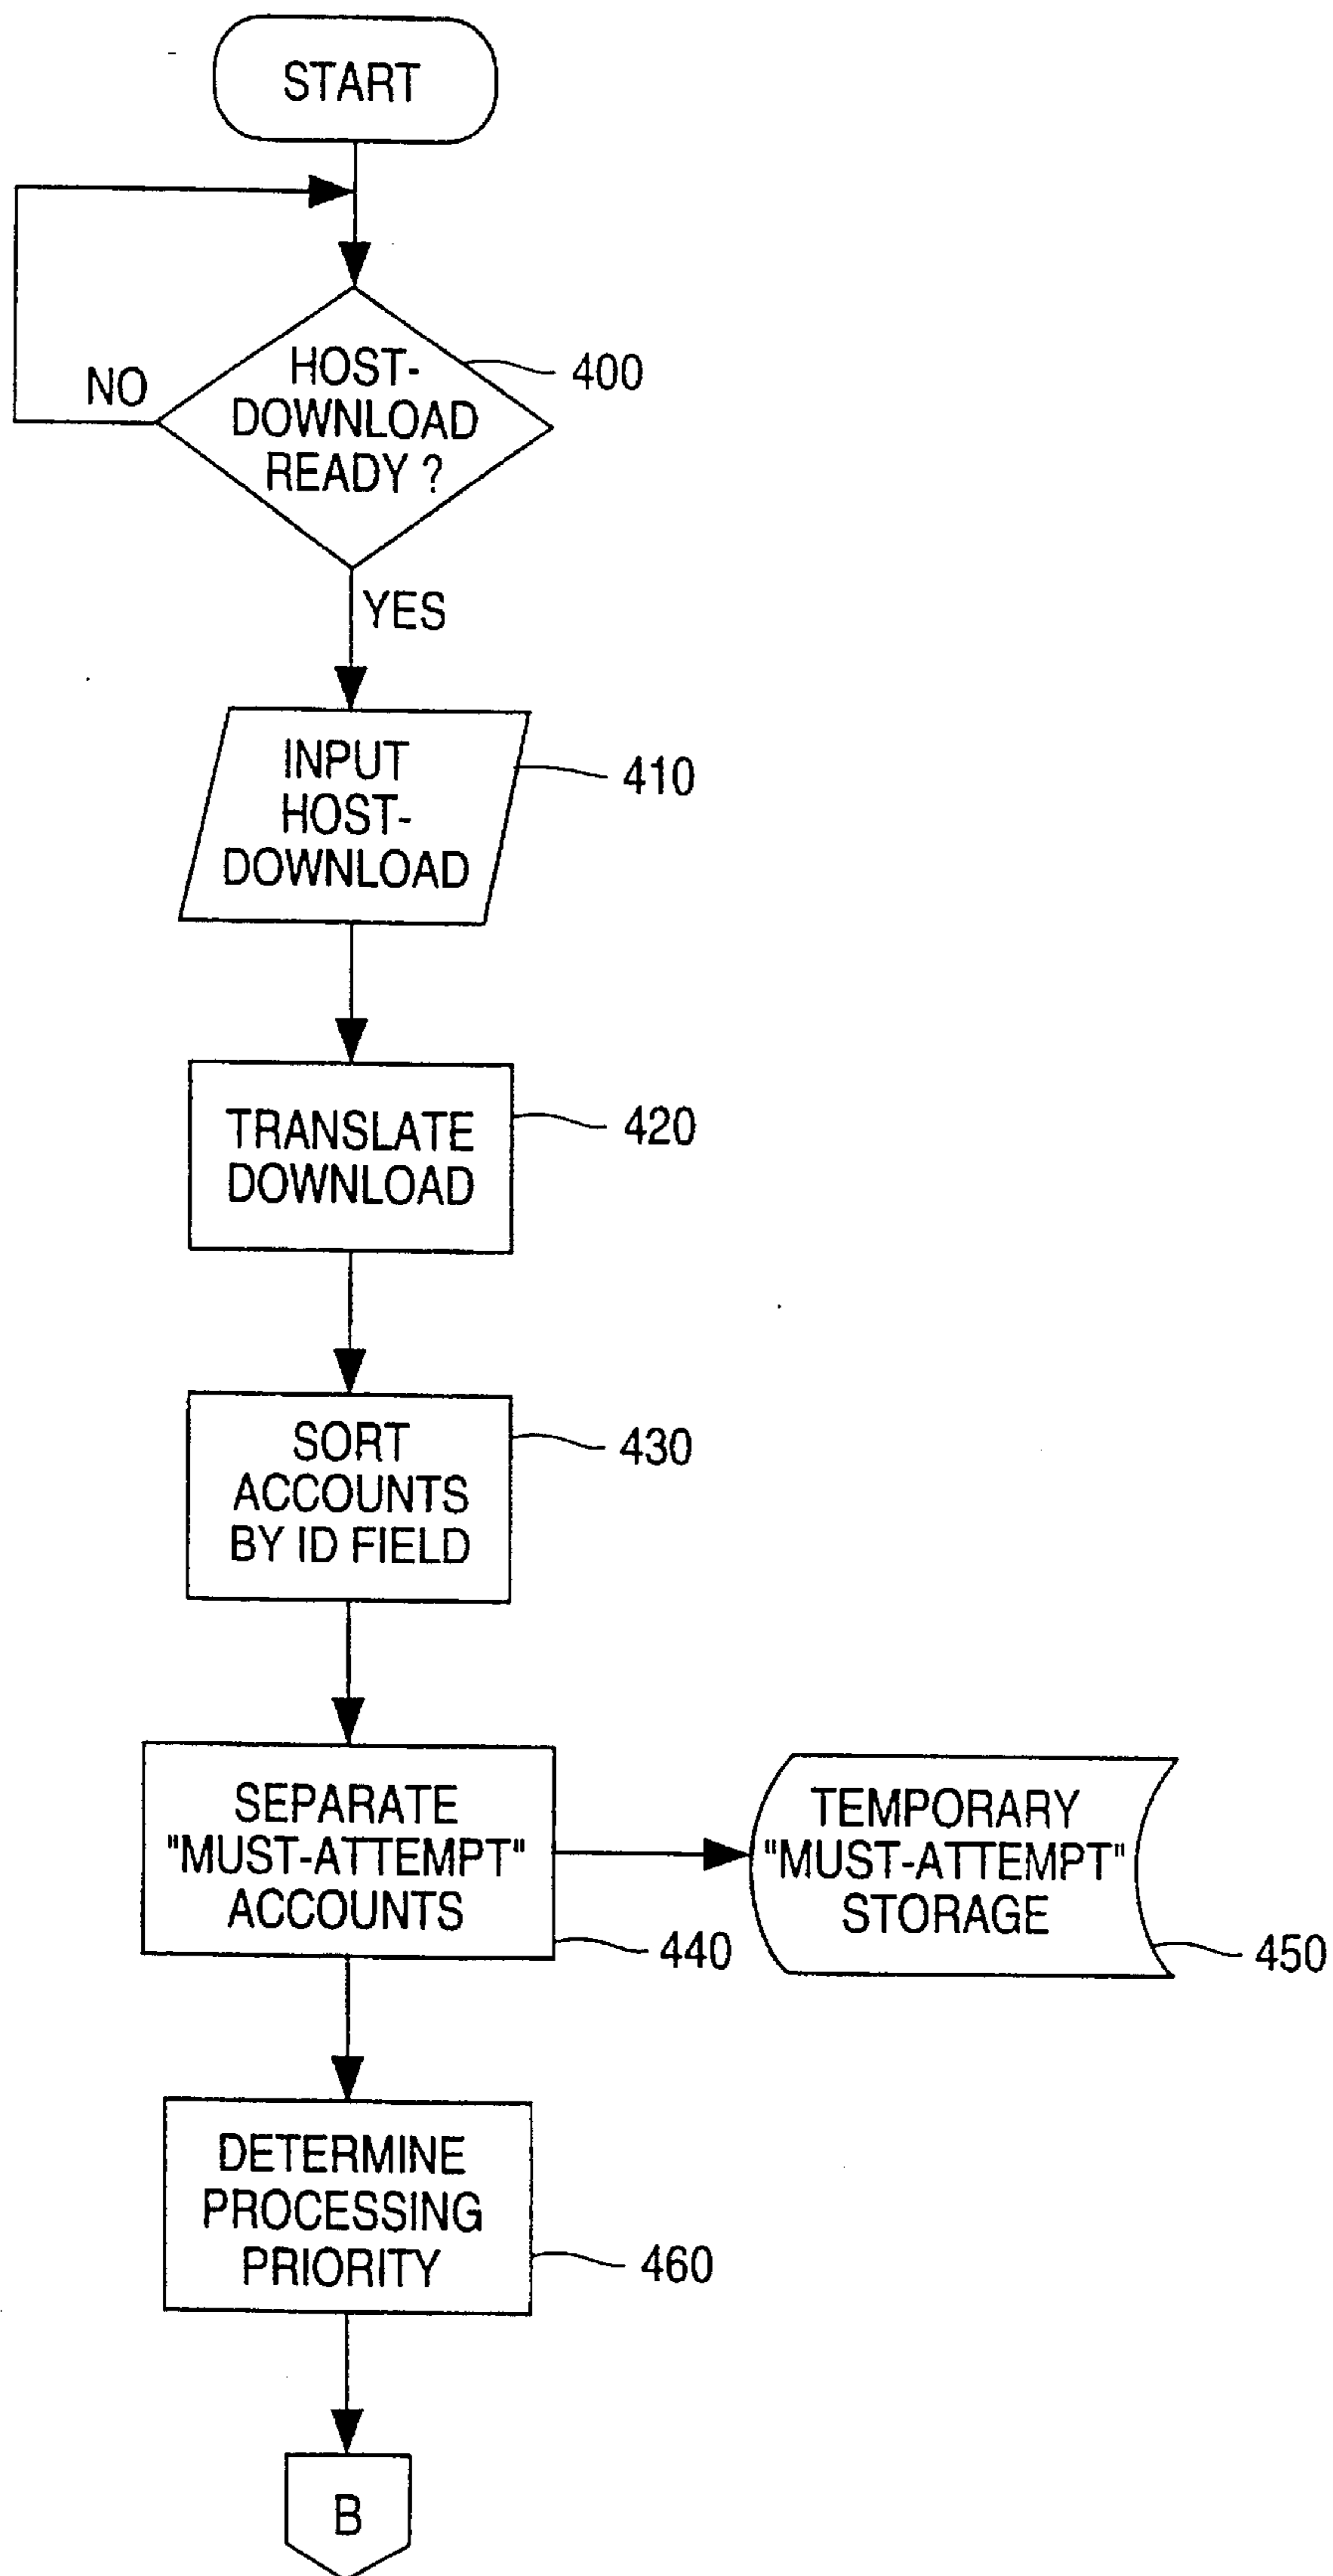 START
HOST-
DOWNLOAD
READY ?
400
NO
YES
INPUT
HOST-
DOWNLOAD
410
TRANSLATE
DOWNLOAD
420
SORT
ACCOUNTS
BY ID FIELD
430
SEPARATE
"MUST-ATTEMPT"
ACCOUNTS
440
TEMPORARY
"MUST-ATTEMPT"
STORAGE
450
DETERMINE
PROCESSING
PRIORITY
460
B